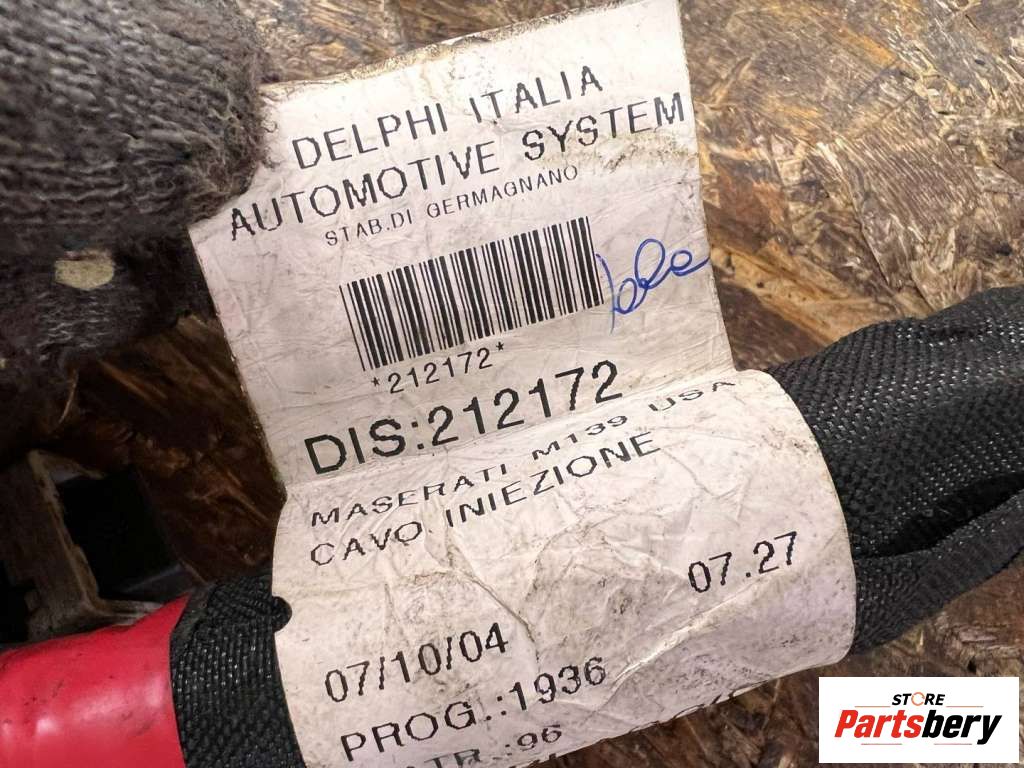 DELPHI ITALIA
AUTOMOTIVE SYSTEM
STAB.DI GERMAGNANO
*212172*
DIS:212172
MASERATI M139 USA
CAVO INIEZIONE
07/10/04 07.27
PROG.:1936
:96
STORE
Partsbery